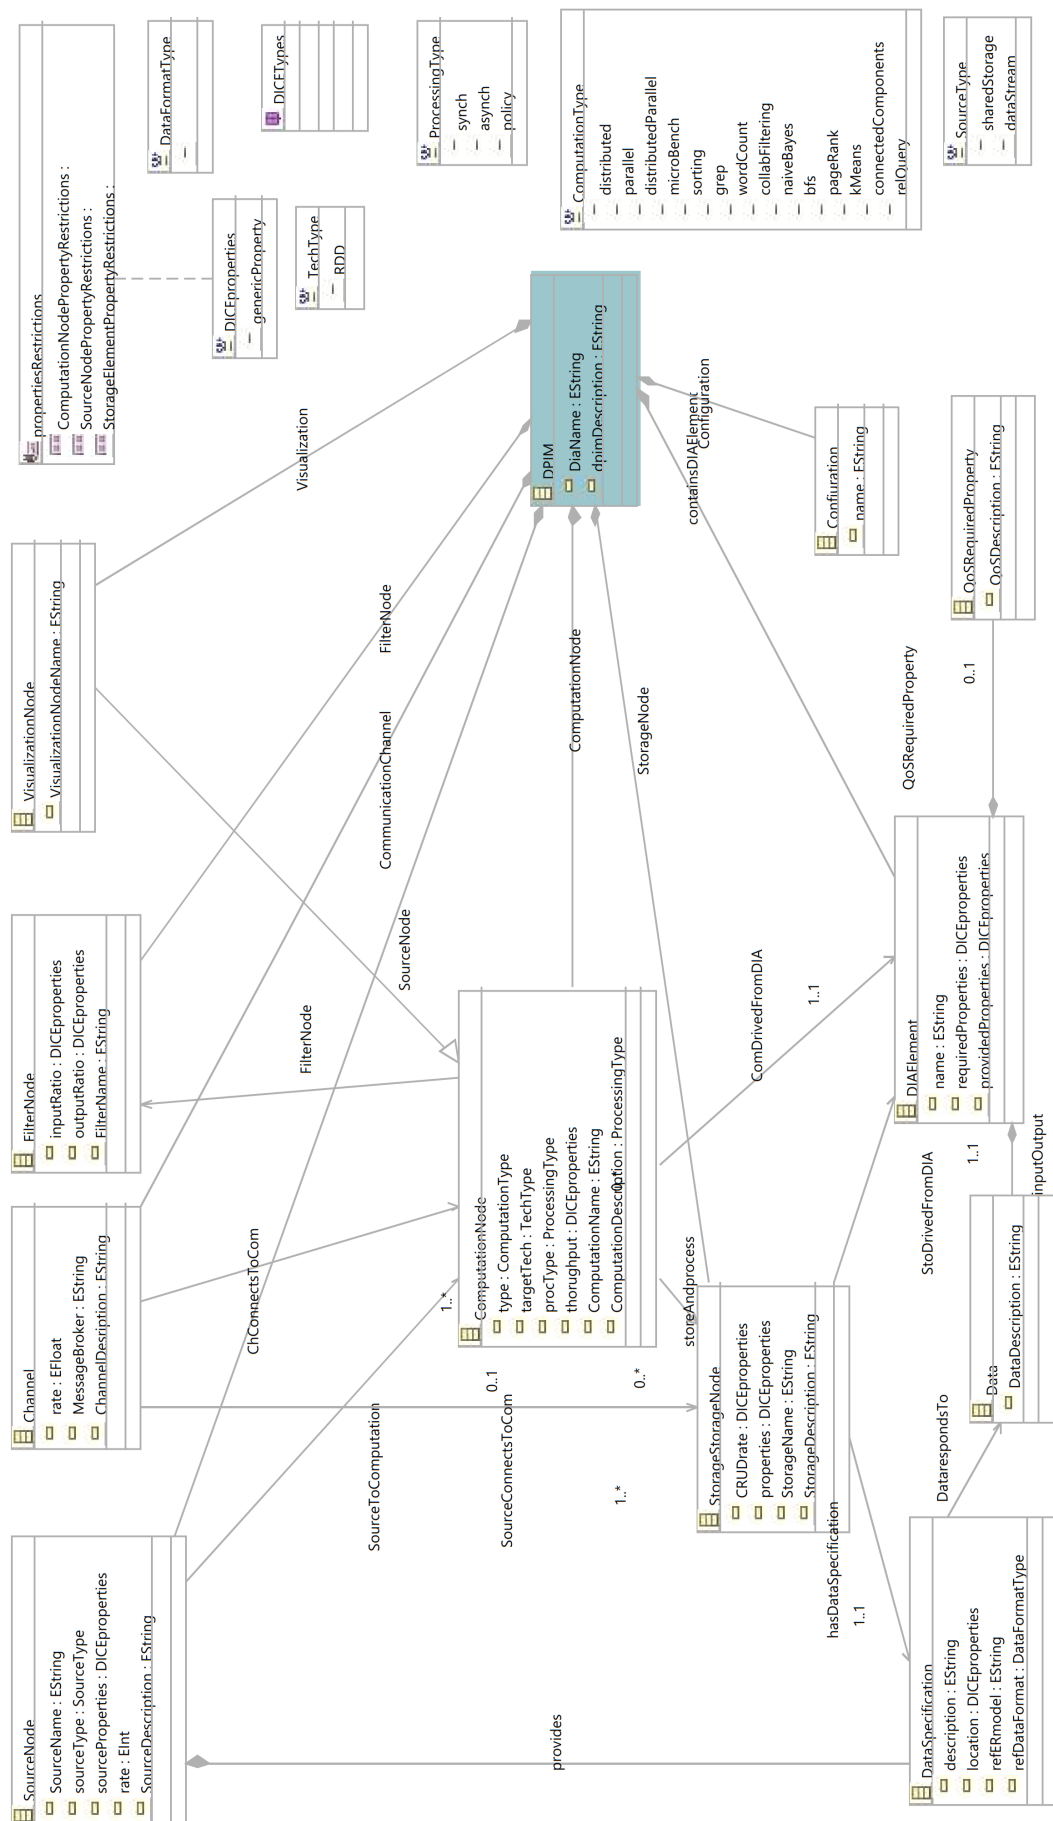 propertiesRestrictions
ComputationNodePropertyRestrictions :
SourceNodePropertyRestrictions :
StorageElementPropertyRestrictions :
DataFormatType
DICETypes
ProcessingType
synch
asynch
policy
ComputationType
distributed
parallel
distributedParallel
microBench
sorting
grep
wordCount
collabFiltering
naiveBayes
bfs
pageRank
kMeans
connectedComponents
relQuery
SourceType
sharedStorage
dataStream
DICEproperties
genericProperty
TechType
RDD
DPIM
DiaName : EString
dpimDescription : EString
Visualization
containsDIAElement
Configuration
Confiuration
name : EString
QoSRequiredProperty
QoSDescription : EString
VisualizationNode
VisualizationNodeName : EString
FilterNode
CommunicationChannel
ComputationNode
StorageNode
QoSRequiredProperty
0..1
SourceNode
FilterNode
inputRatio : DICEproperties
outputRatio : DICEproperties
FilterName : EString
FilterNode
ComDrivedFromDIA
1..1
DIAElement
name : EString
requiredProperties : DICEproperties
providedProperties : DICEproperties
ComputationNode
type : ComputationType
targetTech : TechType
procType : ProcessingType
thorughput : DICEproperties
ComputationName : EString
ComputationDescription : ProcessingType
Channel
rate : EFloat
MessageBroker : EString
ChannelDescription : EString
ChConnectsToCom
1..*
0..1
0..*
storeAndprocess
StoDrivedFromDIA
1..1
inputOutput
Data
DataDescription : EString
StorageStorageNode
CRUDrate : DICEproperties
properties : DICEproperties
StorageName : EString
StorageDescription : EString
SourceToComputation
SourceConnectsToCom
1..*
DatarespondsTo
hasDataSpecification
1..1
SourceNode
SourceName : EString
sourceType : SourceType
sourceProperties : DICEproperties
rate : EInt
SourceDescription : EString
provides
DataSpecification
description : EString
location : DICEproperties
refERmodel : EString
refDataFormat : DataFormatType